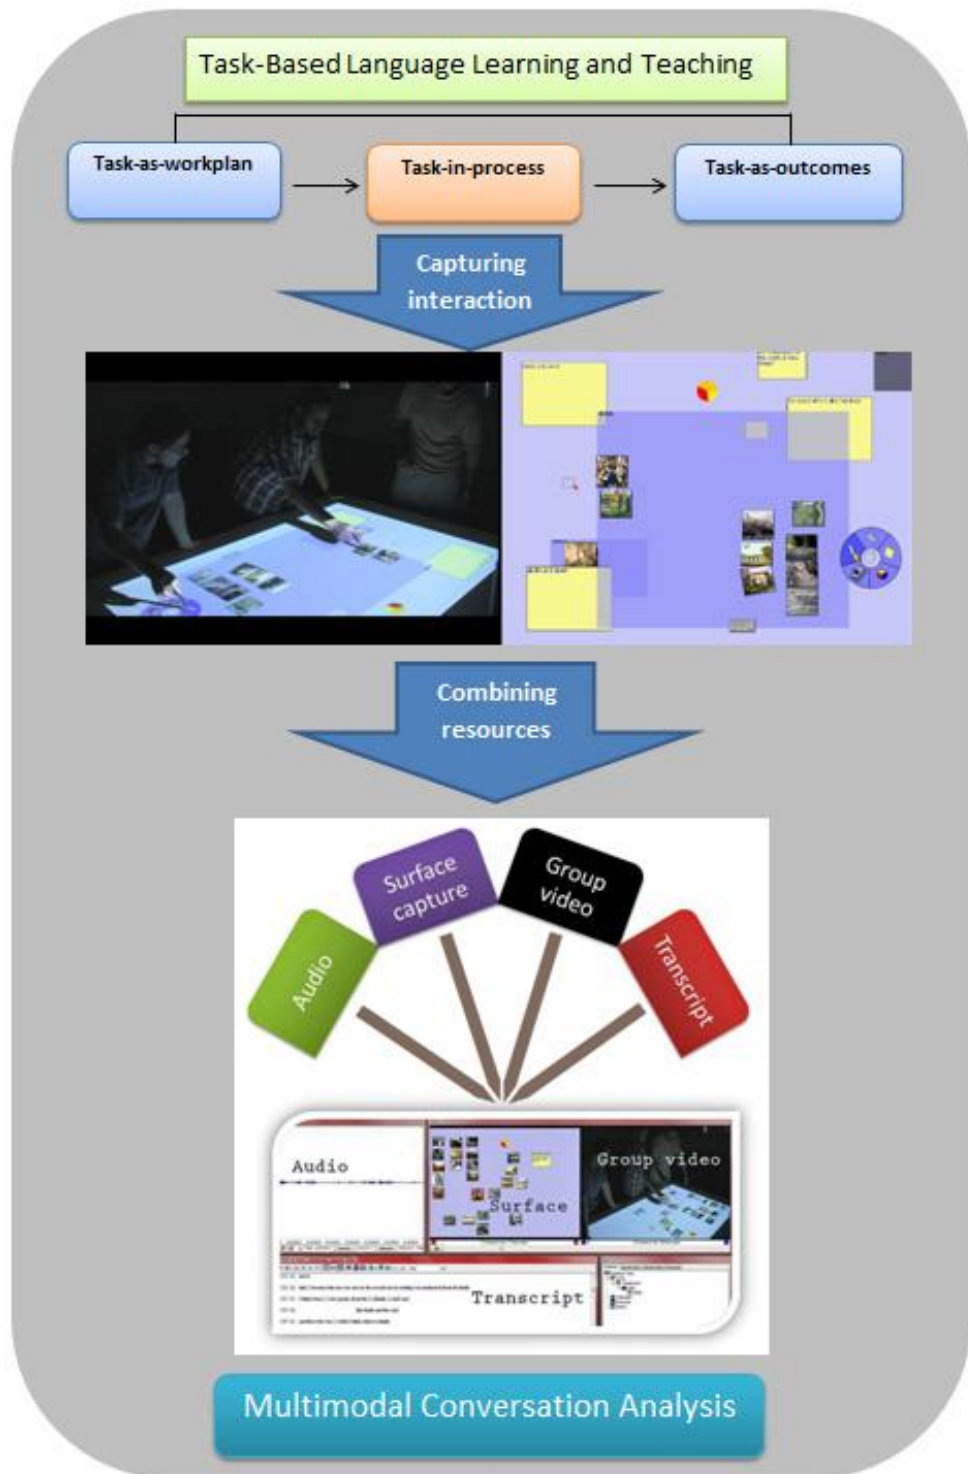 Task-Based Language Learning and Teaching
Task-as-workplan
Task-in-process
Task-as-outcomes
Capturing
interaction
Combining
resources
Audio
Surface
capture
Group
video
Transcript
Audio
Surface
Group video
Transcript
Multimodal Conversation Analysis